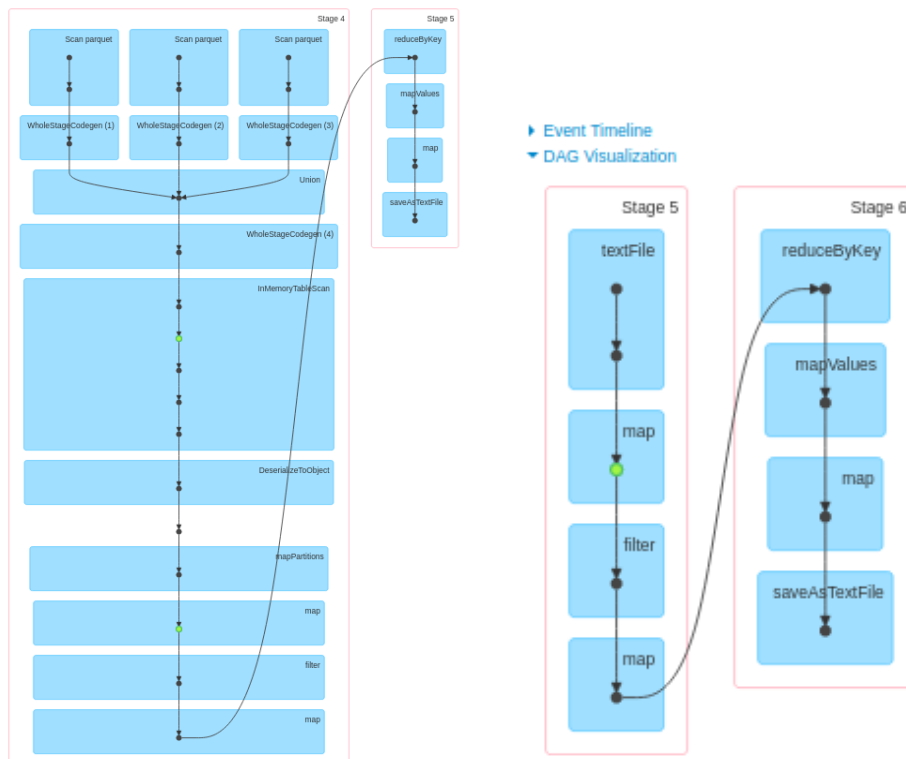 Stage 4
Scan parquet
Scan parquet
Scan parquet
WholeStageCodegen (1)
WholeStageCodegen (2)
WholeStageCodegen (3)
Union
WholeStageCodegen (4)
InMemoryTableScan
DeserializeToObject
mapPartitions
map
filter
map
Stage 5
reduceByKey
mapValues
map
saveAsTextFile
Event Timeline
DAG Visualization
Stage 5
textFile
map
filter
map
Stage 6
reduceByKey
mapValues
map
saveAsTextFile